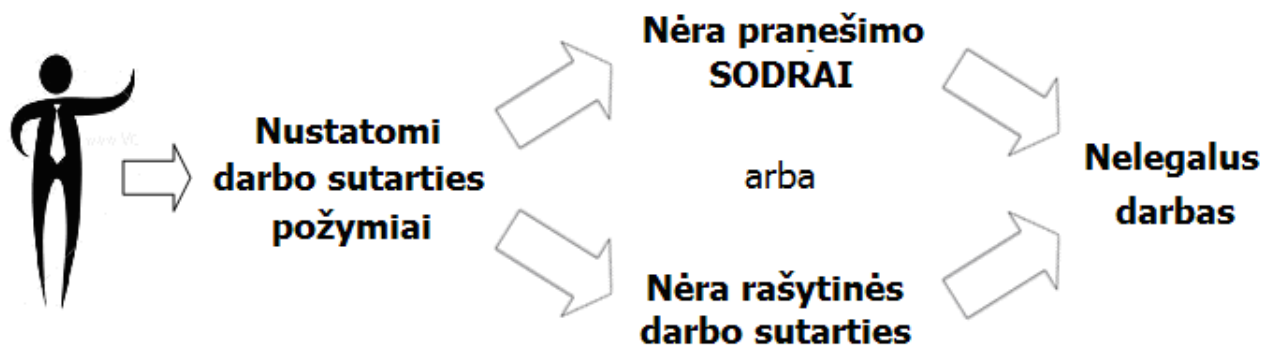 Nustatomi
darbo sutarties
požymiai
Nėra pranešimo
SODRAI
arba
Nėra rašytinės
darbo sutarties
Nelegalus
darbas